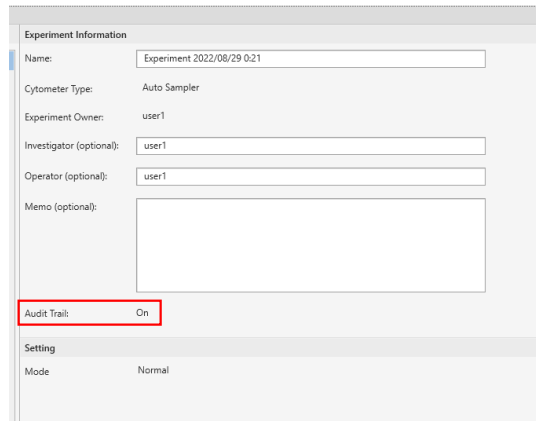 Experiment Information
Name: Experiment 2022/08/29 0:21
Cytometer Type: Auto Sampler
Experiment Owner: user1
Investigator (optional): user1
Operator (optional): user1
Memo (optional):
Audit Trail: On
Setting
Mode Normal